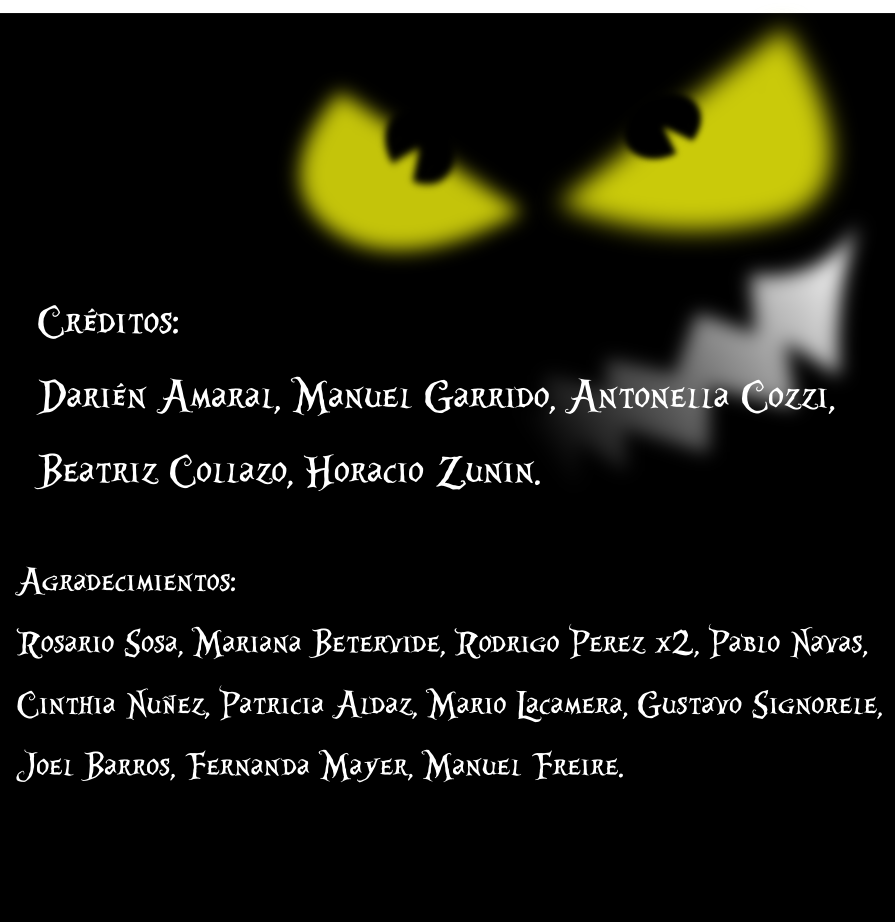 Créditos:
Darién Amaral, Manuel Garrido, Antonella Cozzi,
Beatriz Collazo, Horacio Zunin.
Agradecimientos:
Rosario Sosa, Mariana Betervide, Rodrigo Perez x2, Pablo Navas,
Cinthia Nuñez, Patricia Aldaz, Mario Lacamera, Gustavo Signorele,
Joel Barros, Fernanda Mayer, Manuel Freire.